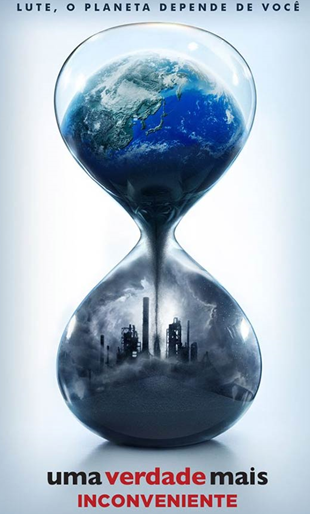 LUTE, O PLANETA DEPENDE DE VOCÊ
uma verdade mais
INCONVENIENTE